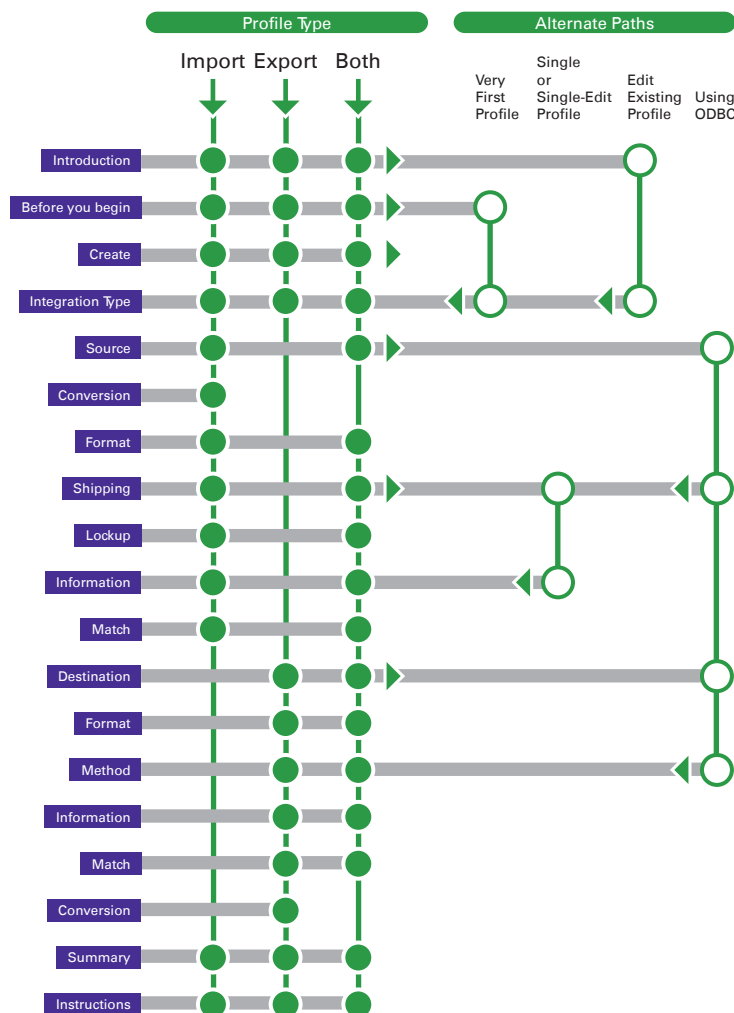 Profile Type
Alternate Paths
Import Export Both
Very
First
Profile
Single
or
Single-Edit
Profile
Edit
Existing
Profile
Using
ODBC
Introduction
Before you begin
Create
Integration Type
Source
Conversion
Format
Shipping
Lockup
Information
Match
Destination
Format
Method
Information
Match
Conversion
Summary
Instructions